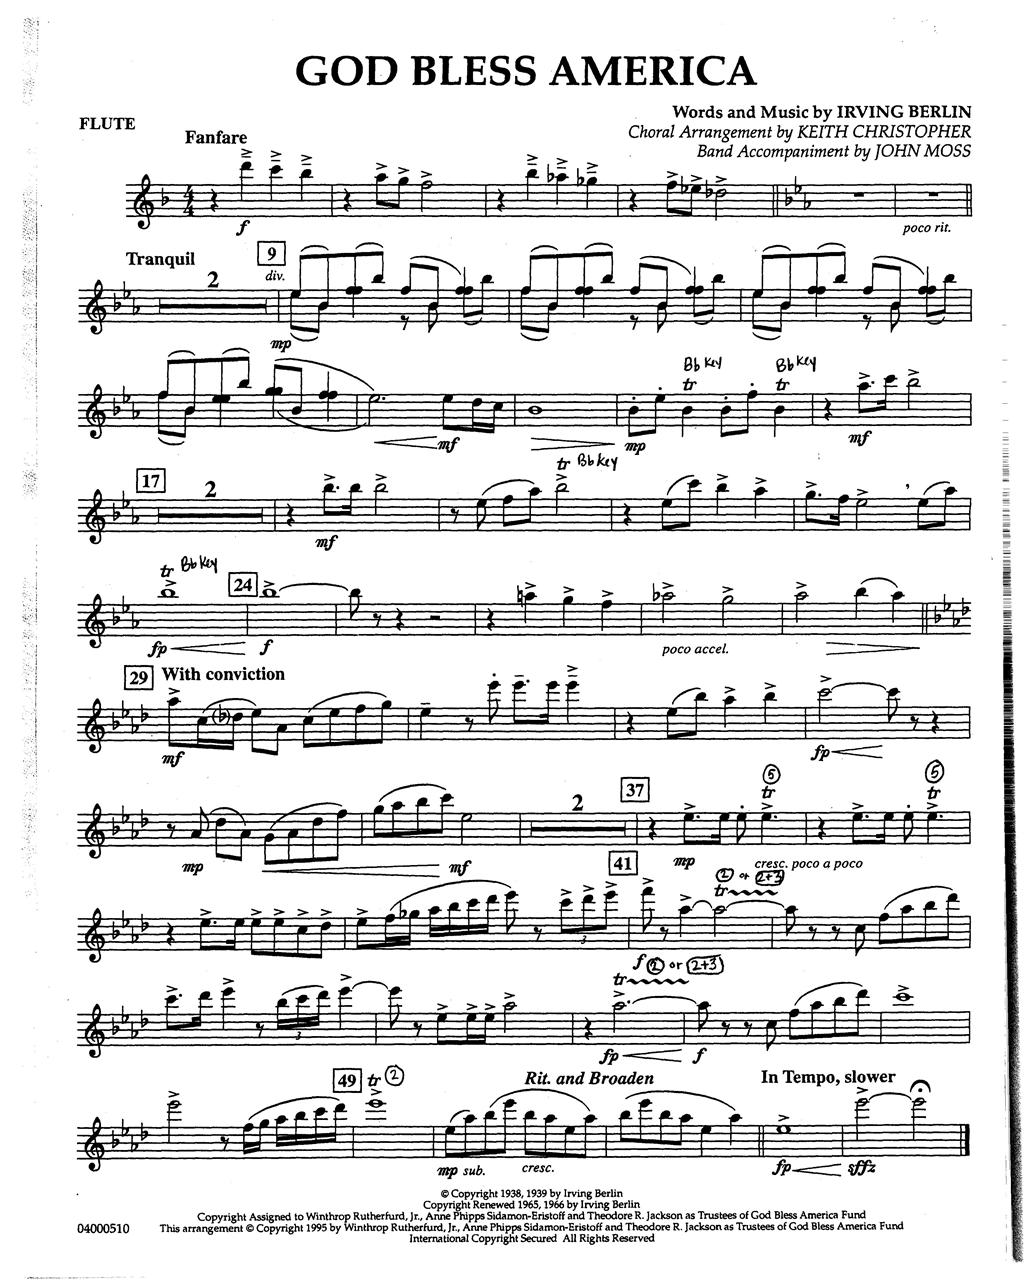 GOD BLESS AMERICA
Words and Music by IRVING BERLIN
FLUTE
Choral Arrangement by KEITH CHRISTOPHER
Fanfare
Band Accompaniment by JOHN MOSS
f
poco rit.
Tranquil 2 9 div.
mp
Bb Key Bb Key
tr tr
mf mp mf
17 2 tr Bb Key
mf
tr Bb Key 24
fp f poco accel.
29 With conviction (b)
mf fp
5 5
2 37 tr tr
mp mf mp cresc. poco a poco
41 2 or 2+3
tr
3 f 2 or 2+3
tr
3 fp f
49 tr 2 Rit. and Broaden In Tempo, slower
mp sub. cresc. fp sffz
© Copyright 1938, 1939 by Irving Berlin
Copyright Renewed 1965, 1966 by Irving Berlin
Copyright Assigned to Winthrop Rutherfurd, Jr., Anne Phipps Sidamon-Eristoff and Theodore R. Jackson as Trustees of God Bless America Fund
04000510 This arrangement © Copyright 1995 by Winthrop Rutherfurd, Jr., Anne Phipps Sidamon-Eristoff and Theodore R. Jackson as Trustees of God Bless America Fund
International Copyright Secured All Rights Reserved